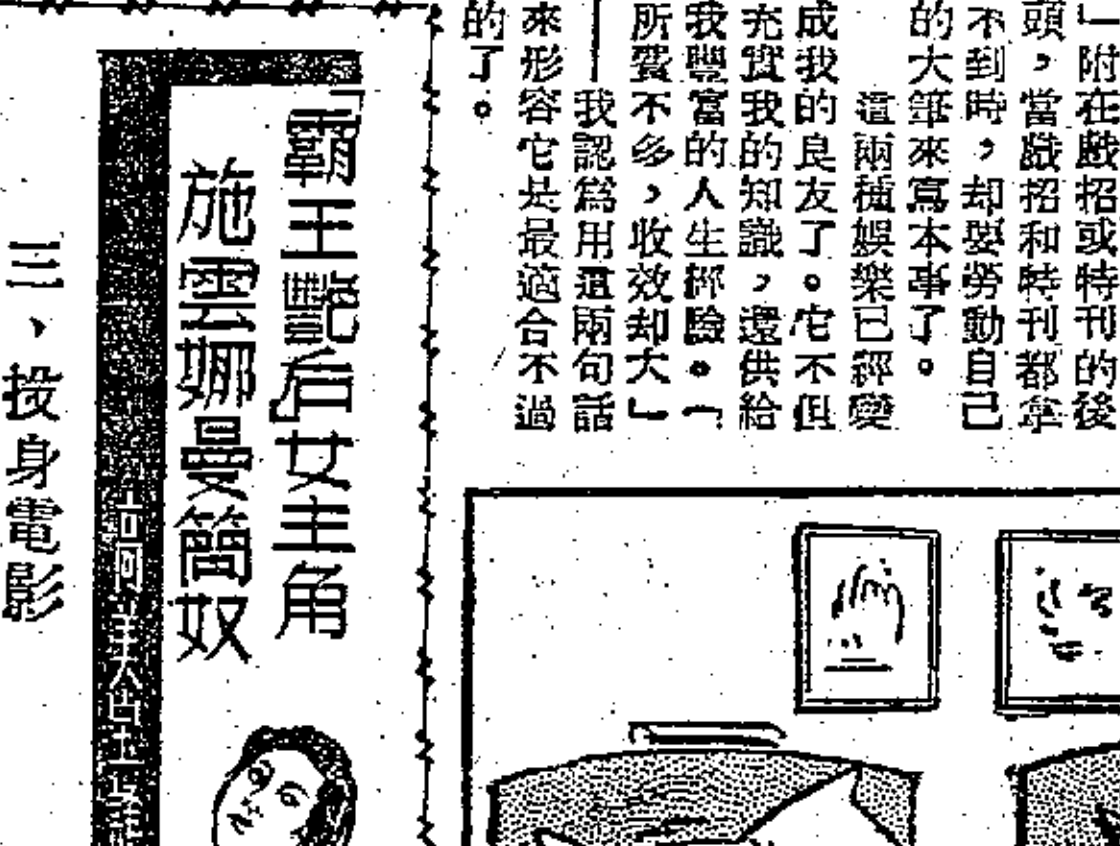 」附在戲招或特刊的後
頭，當戲招和特刊都拿
不到時，却要勞動自己
的大筆來寫本事了。
這兩種娛樂已經變
成我的良友了。它不但
充實我的知識，還供給
我豐富的人生經驗。「
所費不多，收效却大」
—我認爲用這兩句話
來形容它是最適合不過
的了。
「霸王艷后」女主角
施雲娜曼簡奴
三、投身電影